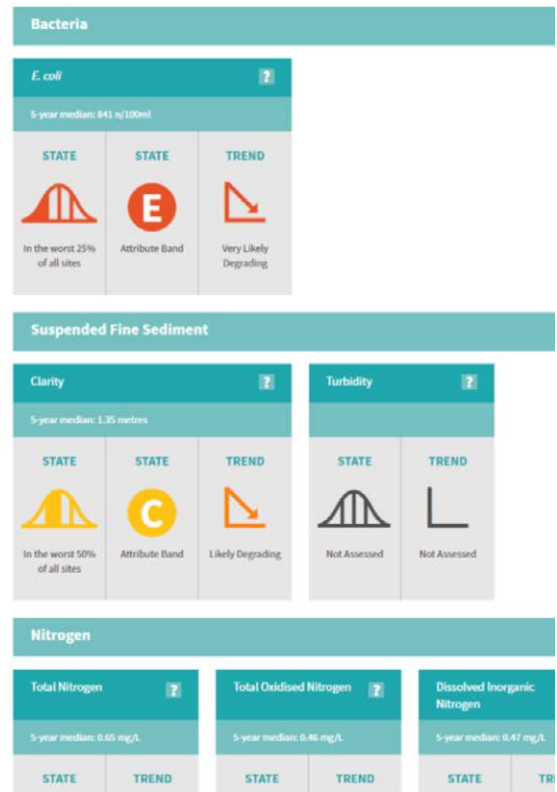 Bacteria
E. coli ?
5-year median: 841 n/100ml
STATE STATE TREND
E
In the worst 25% Attribute Band Very Likely
of all sites Degrading
Suspended Fine Sediment
Clarity ? Turbidity ?
5-year median: 1.35 metres
STATE STATE TREND STATE TREND
C
In the worst 50% Attribute Band Likely Degrading Not Assessed Not Assessed
of all sites
Nitrogen
Total Nitrogen ? Total Oxidised Nitrogen ? Dissolved Inorganic
Nitrogen
5-year median: 0.65 mg/L 5-year median: 0.46 mg/L 5-year median: 0.47 mg/L
STATE TREND STATE TREND STATE TRE